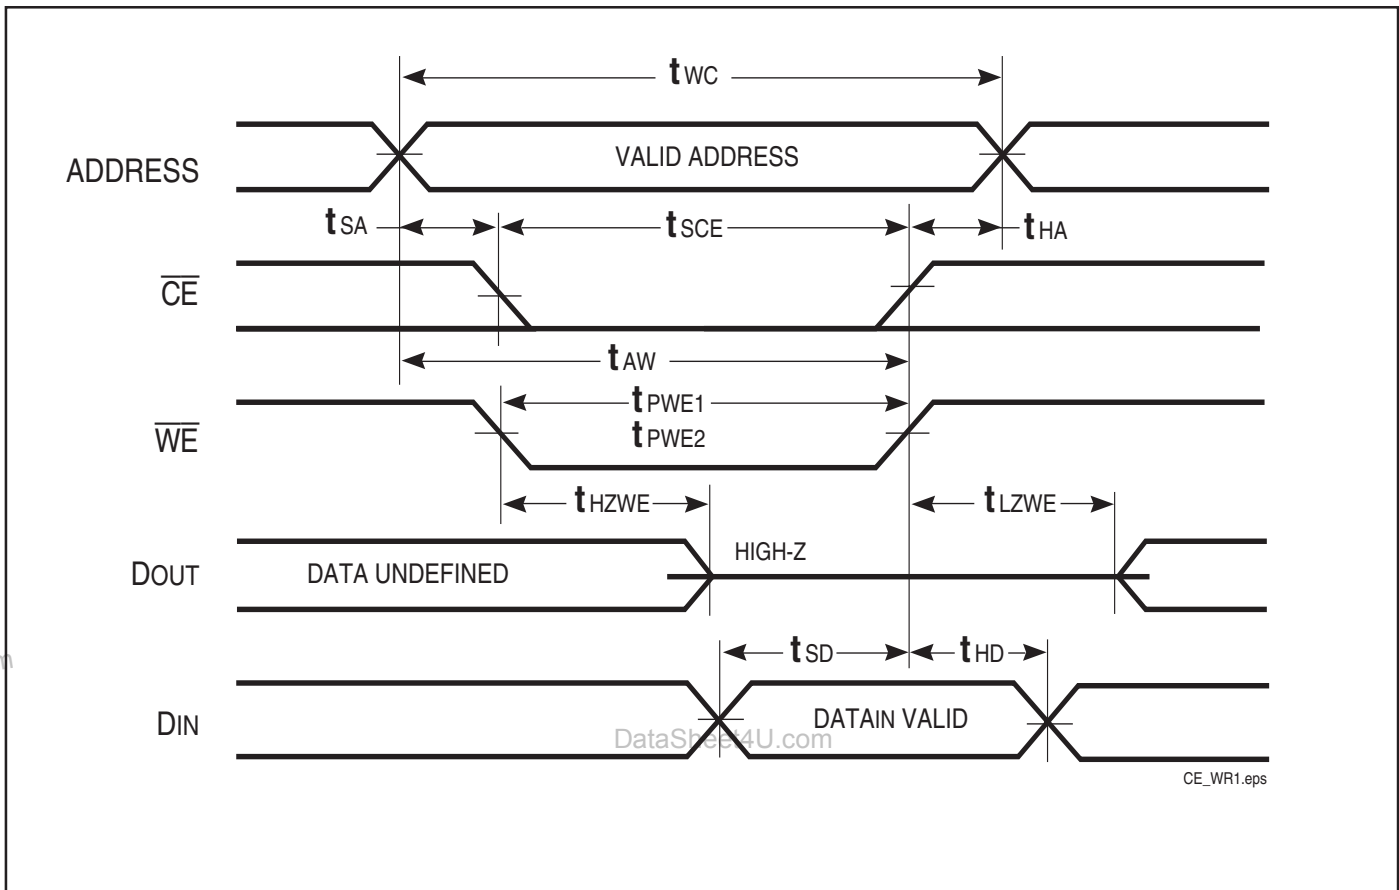 tWC
ADDRESS
VALID ADDRESS
tSA
tSCE
tHA
CE
tAW
WE
tPWE1
tPWE2
tHZWE
tLZWE
DOUT
DATA UNDEFINED
HIGH-Z
tSD
tHD
DIN
DATAIN VALID
DataSheet4U.com
CE_WR1.eps